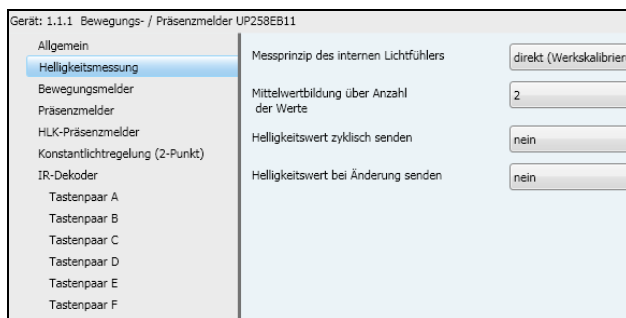 Gerät: 1.1.1 Bewegungs- / Präsenzmelder UP258EB11
Allgemein
Helligkeitsmessung
Bewegungsmelder
Präsenzmelder
HLK-Präsenzmelder
Konstantlichtregelung (2-Punkt)
IR-Dekoder
Tastenpaar A
Tastenpaar B
Tastenpaar C
Tastenpaar D
Tastenpaar E
Tastenpaar F
Messprinzip des internen Lichtfühlers
direkt (Werkskalibrier
Mittelwertbildung über Anzahl
der Werte
2
Helligkeitswert zyklisch senden
nein
Helligkeitswert bei Änderung senden
nein